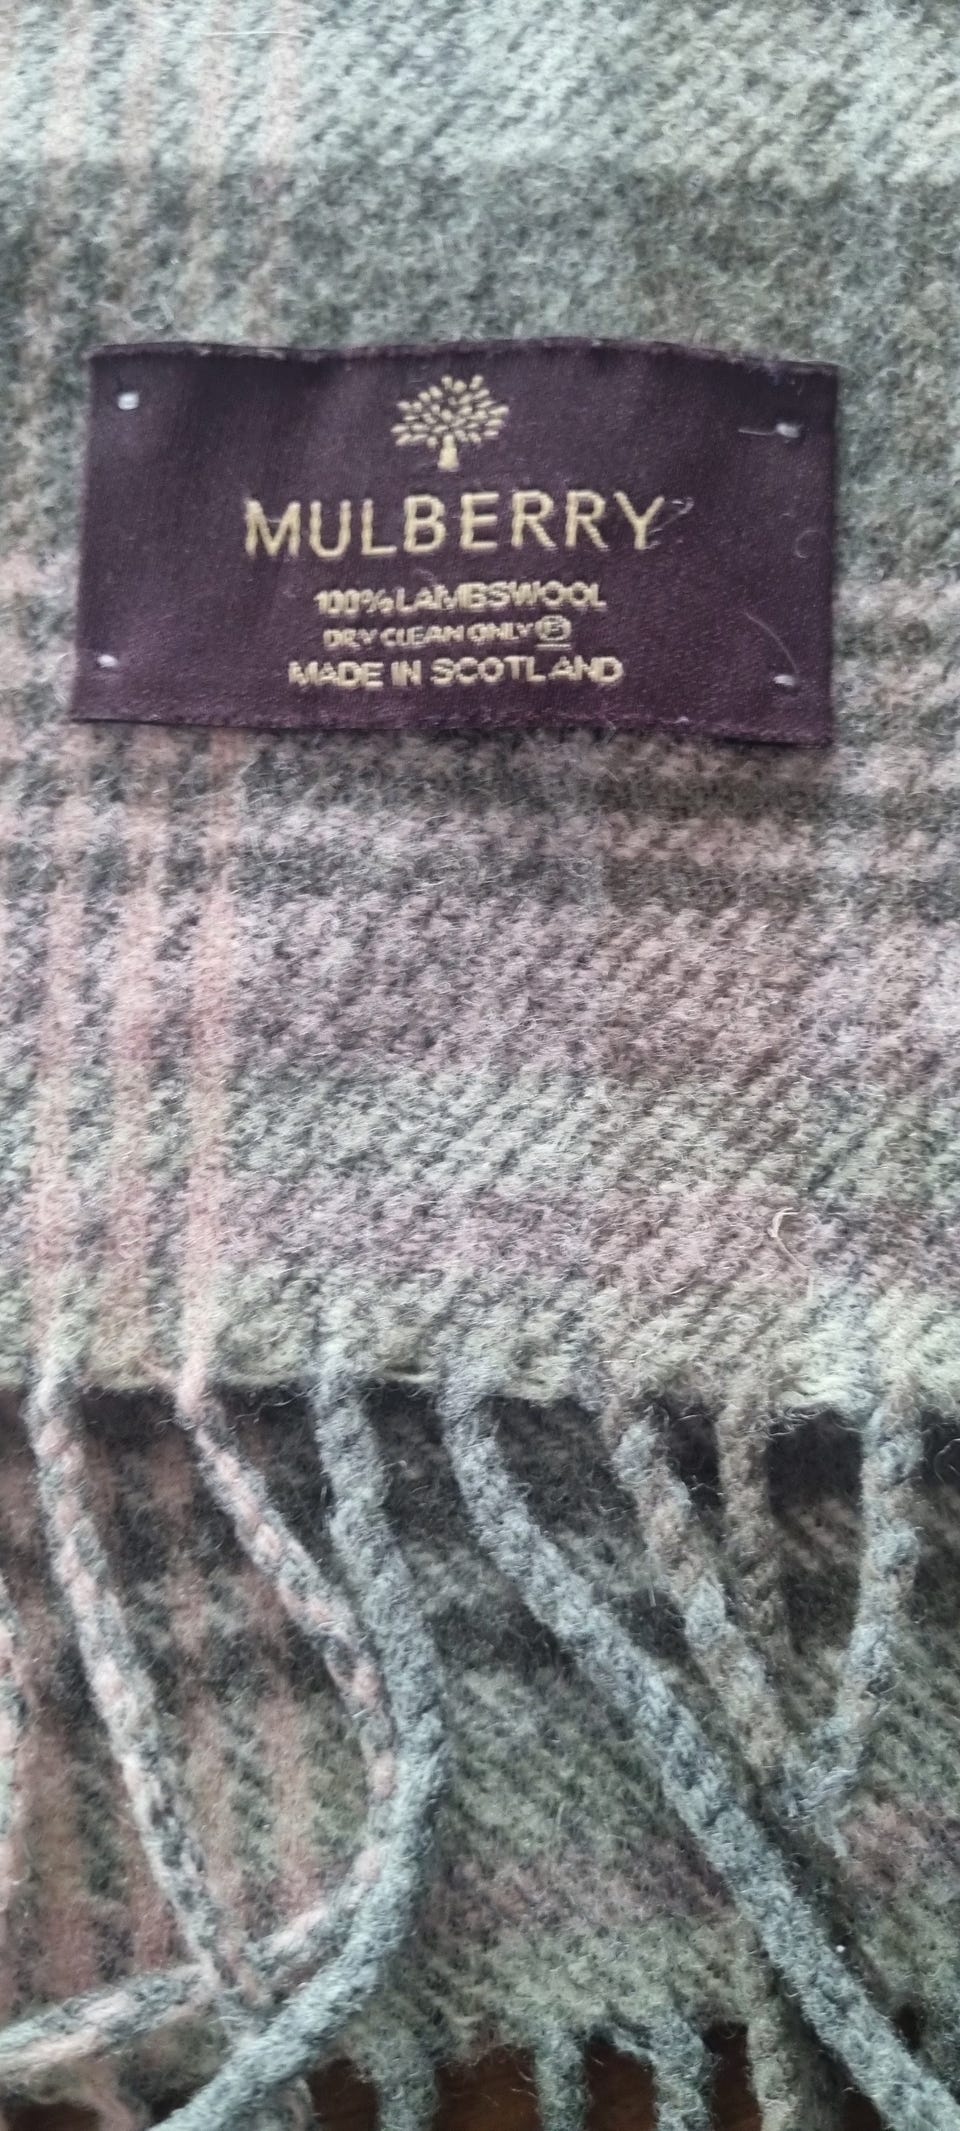 MULBERRY
100% LAMBSWOOL
DRY CLEAN ONLY Ⓟ
MADE IN SCOTLAND